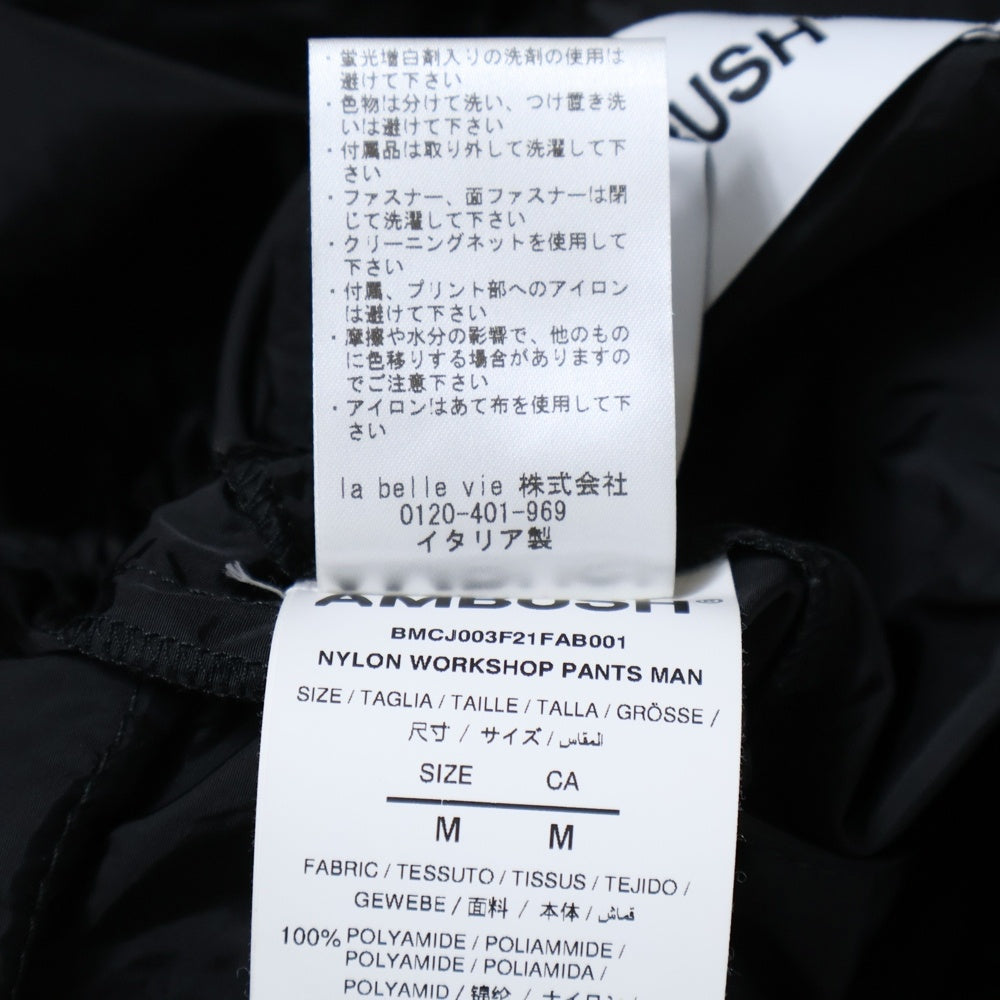 ・蛍光増白剤入りの洗剤の使用は
避けて下さい
・色物は分けて洗い、つけ置き洗
いは避けて下さい
・付属品は取り外して洗濯して下
さい
・ファスナー、面ファスナーは閉
じて洗濯して下さい
・クリーニングネットを使用して
下さい
・付属、プリント部へのアイロン
は避けて下さい
・摩擦や水分の影響で、他のもの
に色移りする場合がありますの
でご注意下さい
・アイロンはあて布を使用して下
さい
la belle vie 株式会社
0120-401-969
イタリア製
USH
AMBUSH®
BMCJ003F21FAB001
NYLON WORKSHOP PANTS MAN
SIZE / TAGLIA / TAILLE / TALLA / GRÖSSE /
尺寸 / サイズ / المقاس
SIZE CA
M M
FABRIC / TESSUTO / TISSUS / TEJIDO /
GEWEBE / 面料 / 本体 / قماش
100% POLYAMIDE / POLIAMMIDE /
POLYAMIDE / POLIAMIDA /
POLYAMID / 锦纶 / ナイロン /